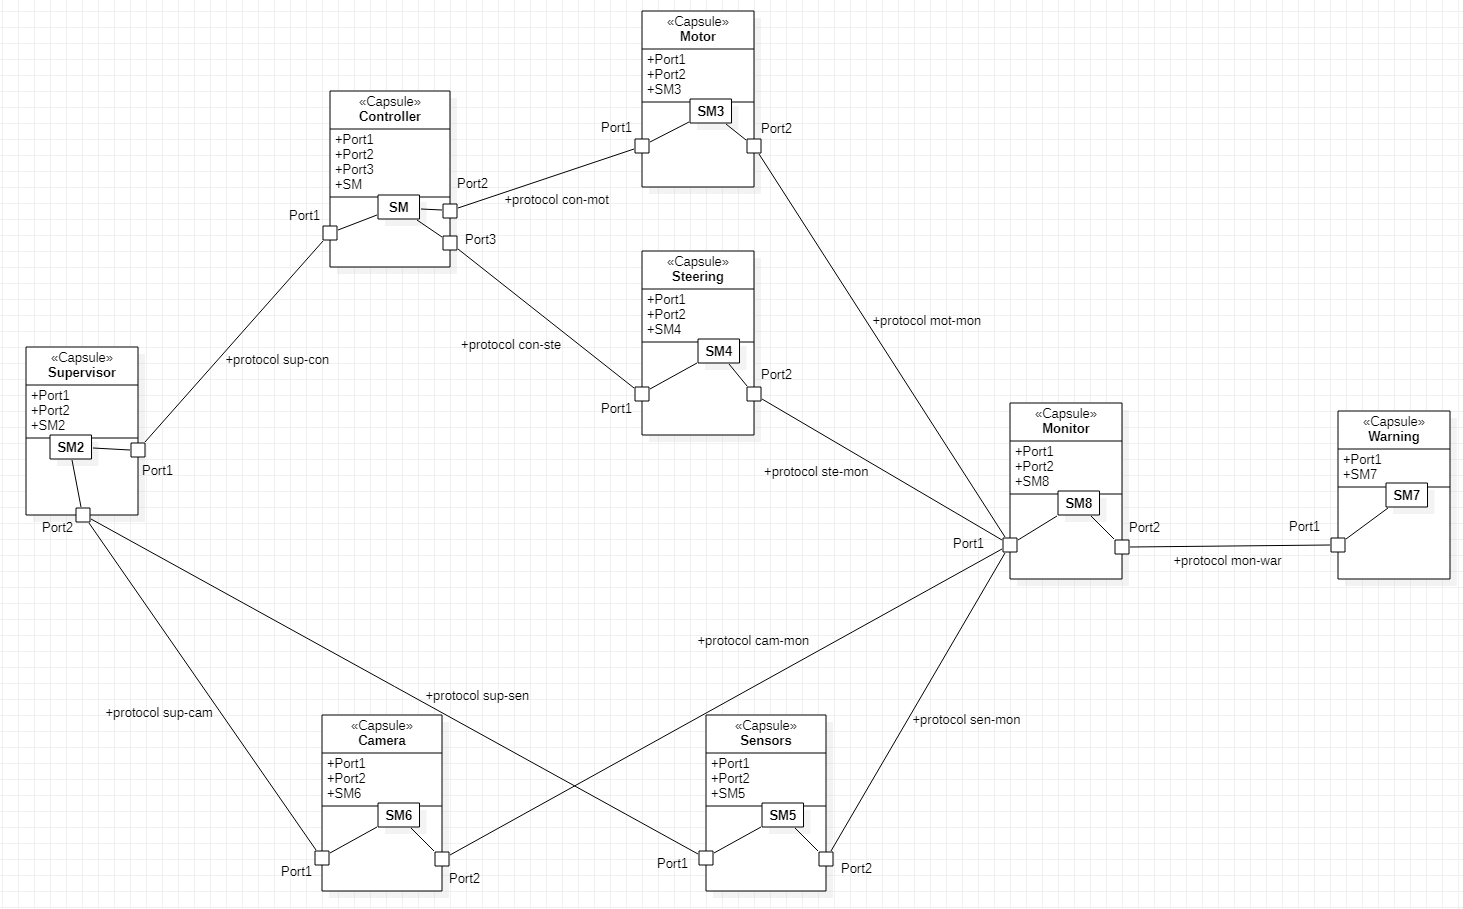 «Capsule»
Motor
+Port1
+Port2
+SM3
SM3
Port1
Port2
«Capsule»
Controller
+Port1
+Port2
+Port3
+SM
SM
Port1
Port2
Port3
+protocol con-mot
«Capsule»
Steering
+Port1
+Port2
+SM4
SM4
Port1
Port2
+protocol mot-mon
+protocol con-ste
+protocol sup-con
«Capsule»
Supervisor
+Port1
+Port2
+SM2
SM2
Port1
Port2
+protocol ste-mon
«Capsule»
Monitor
+Port1
+Port2
+SM8
SM8
Port1
Port2
+protocol mon-war
«Capsule»
Warning
+Port1
+SM7
SM7
Port1
+protocol cam-mon
+protocol sup-sen
+protocol sup-cam
+protocol sen-mon
«Capsule»
Camera
+Port1
+Port2
+SM6
SM6
Port1
Port2
«Capsule»
Sensors
+Port1
+Port2
+SM5
SM5
Port1
Port2